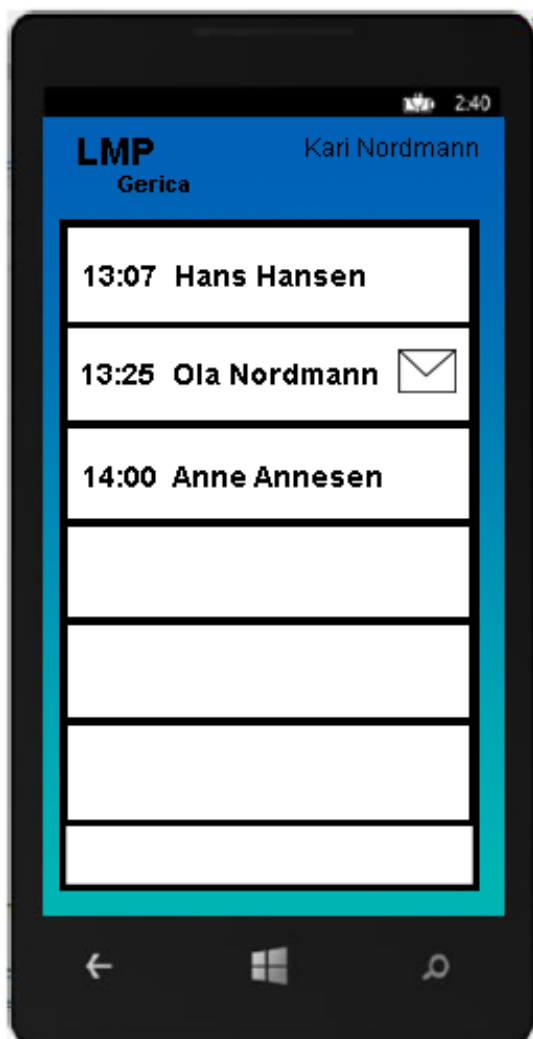 2:40
LMP Kari Nordmann
Gerica
13:07 Hans Hansen
13:25 Ola Nordmann
14:00 Anne Annesen